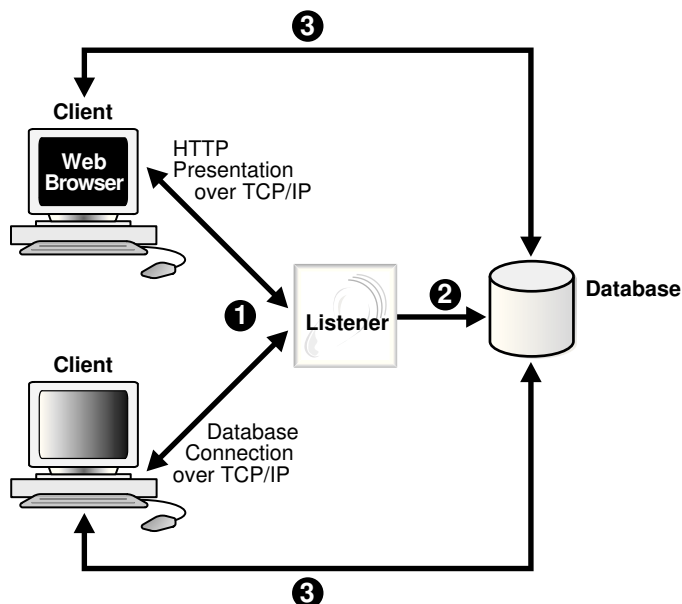 3
Client
Web
Browser
HTTP
Presentation
over TCP/IP
1
Listener
2
Database
Client
Database
Connection
over TCP/IP
3